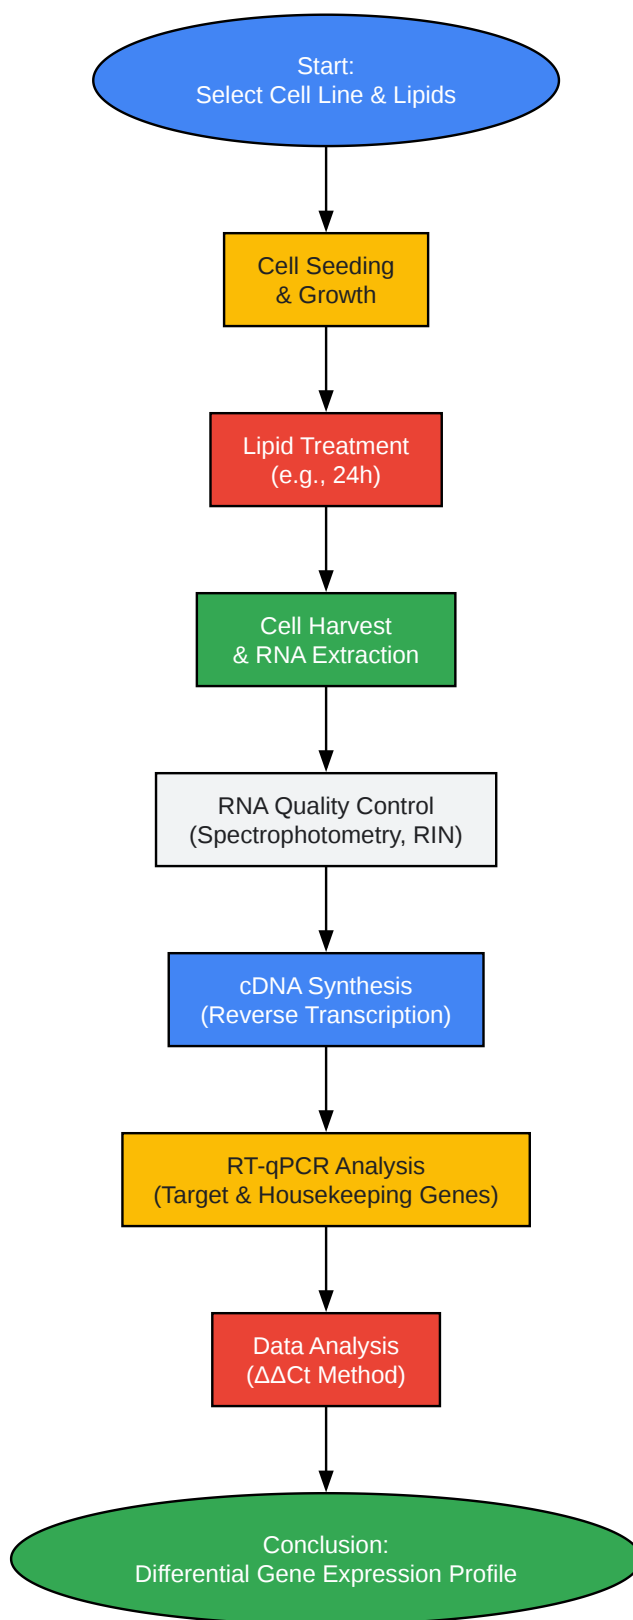 Start:
Select Cell Line & Lipids
Cell Seeding
& Growth
Lipid Treatment
(e.g., 24h)
Cell Harvest
& RNA Extraction
RNA Quality Control
(Spectrophotometry, RIN)
cDNA Synthesis
(Reverse Transcription)
RT-qPCR Analysis
(Target & Housekeeping Genes)
Data Analysis
(ΔΔCt Method)
Conclusion:
Differential Gene Expression Profile